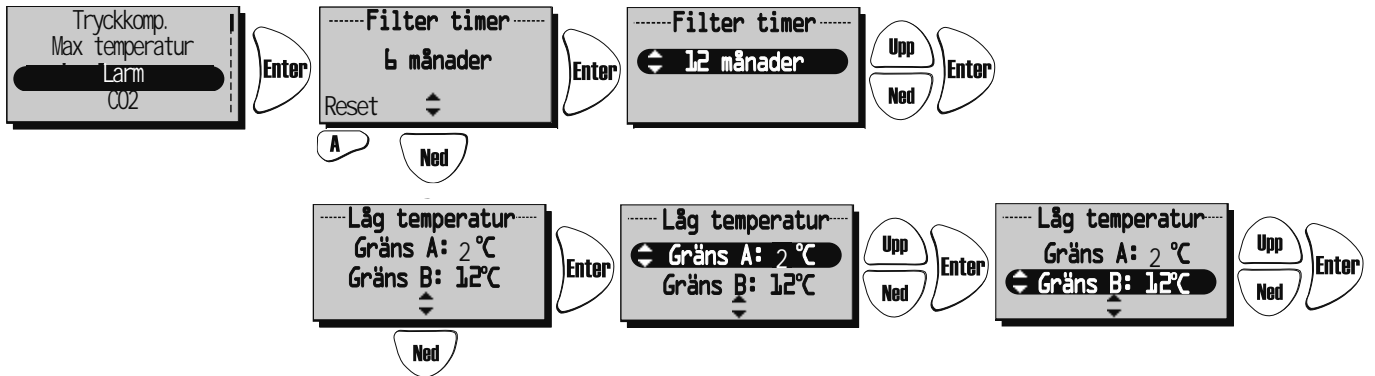 Tryckkomp.
Max temperatur
Larm
CO2
Enter
Filter timer
6 månader
Reset
A
Ned
Enter
Filter timer
12 månader
Upp
Ned
Enter
Låg temperatur
Gräns A: 2 °C
Gräns B: 12°C
Ned
Enter
Låg temperatur
Gräns A: 2 °C
Gräns B: 12°C
Upp
Ned
Enter
Låg temperatur
Gräns A: 2 °C
Gräns B: 12°C
Upp
Ned
Enter